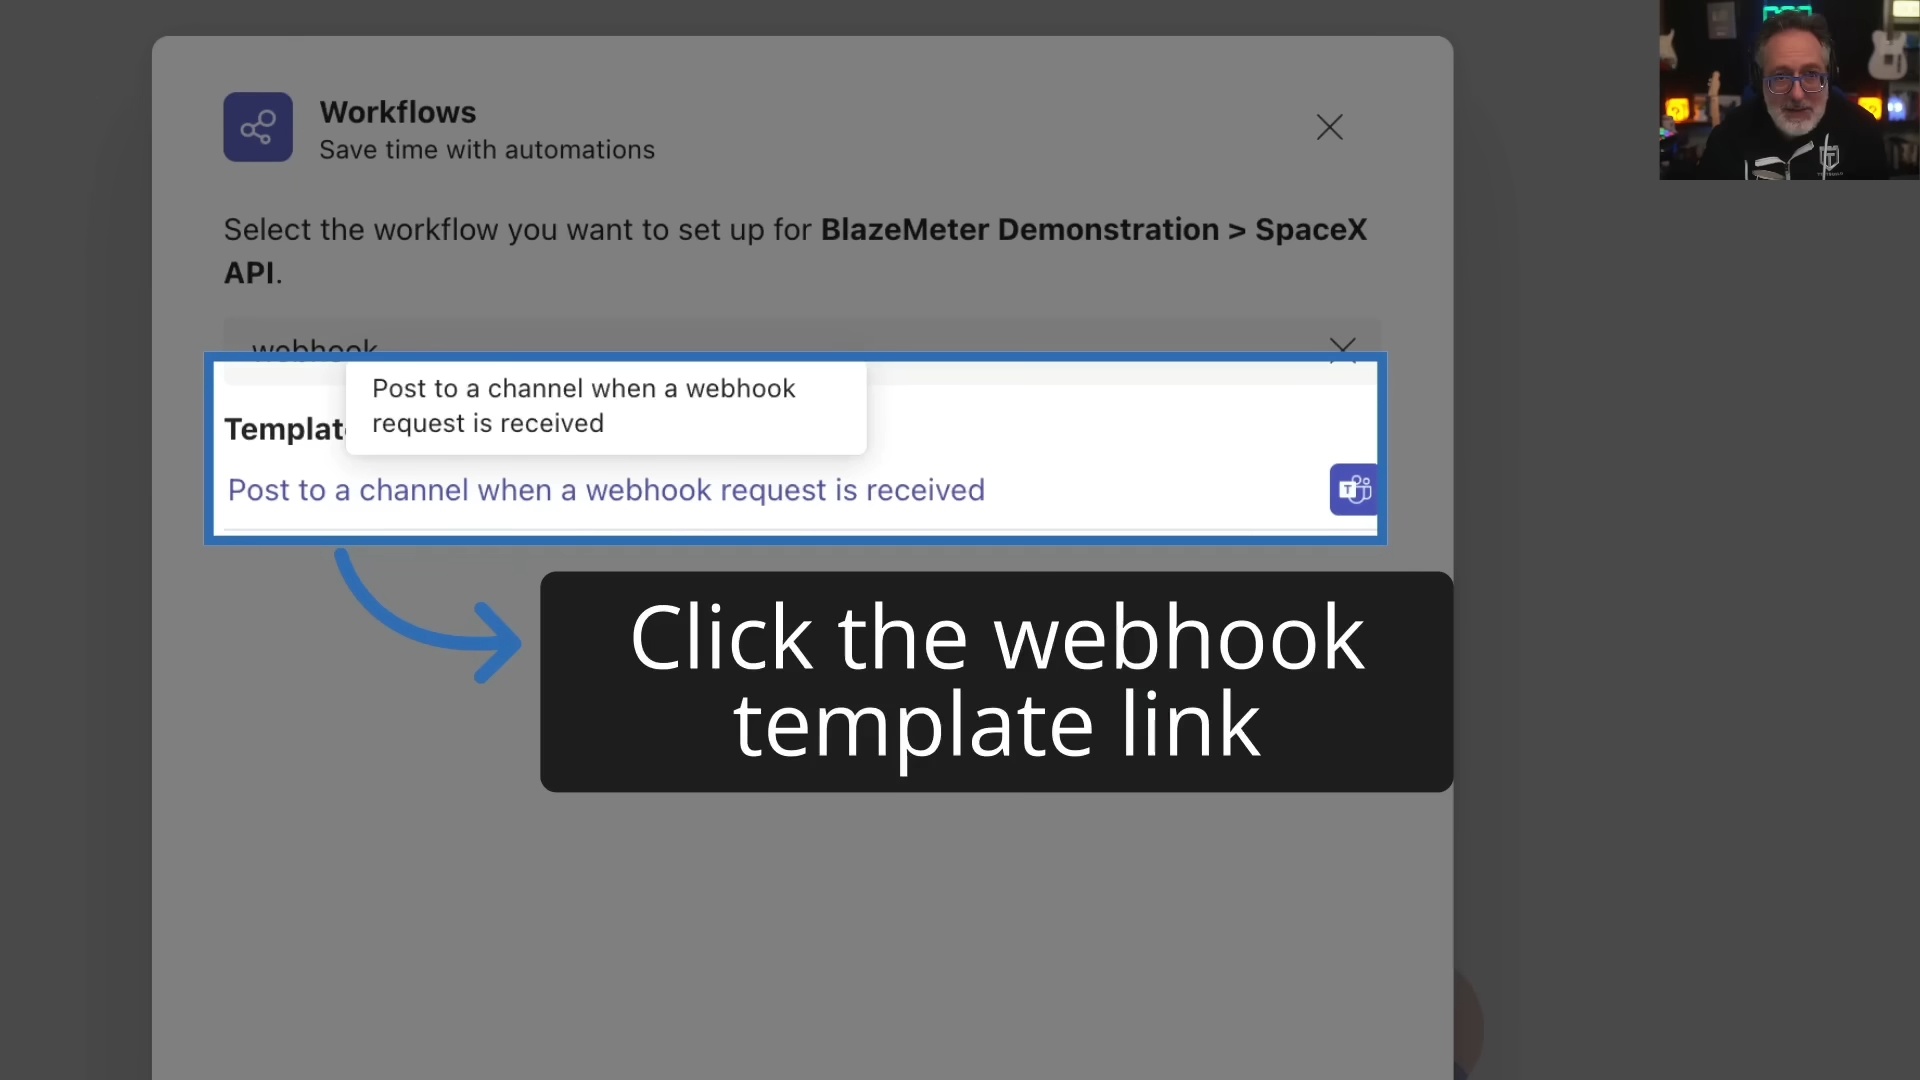 Workflows
Save time with automations
Select the workflow you want to set up for BlazeMeter Demonstration > SpaceX
API.
webhook
Post to a channel when a webhook
request is received
Template
Post to a channel when a webhook request is received
T
Click the webhook
template link